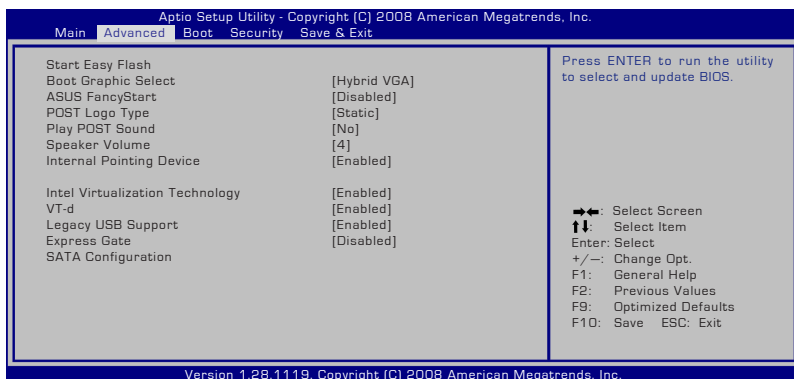 Aptio Setup Utility - Copyright (C) 2008 American Megatrends, Inc.
Main Advanced Boot Security Save & Exit
Start Easy Flash
Boot Graphic Select [Hybrid VGA]
ASUS FancyStart [Disabled]
POST Logo Type [Static]
Play POST Sound [No]
Speaker Volume [4]
Internal Pointing Device [Enabled]
Intel Virtualization Technology [Enabled]
VT-d [Enabled]
Legacy USB Support [Enabled]
Express Gate [Disabled]
SATA Configuration
Press ENTER to run the utility
to select and update BIOS.
→←: Select Screen
↑↓: Select Item
Enter: Select
+/—: Change Opt.
F1: General Help
F2: Previous Values
F9: Optimized Defaults
F10: Save ESC: Exit
Version 1.28.1119. Copyright (C) 2008 American Megatrends, Inc.